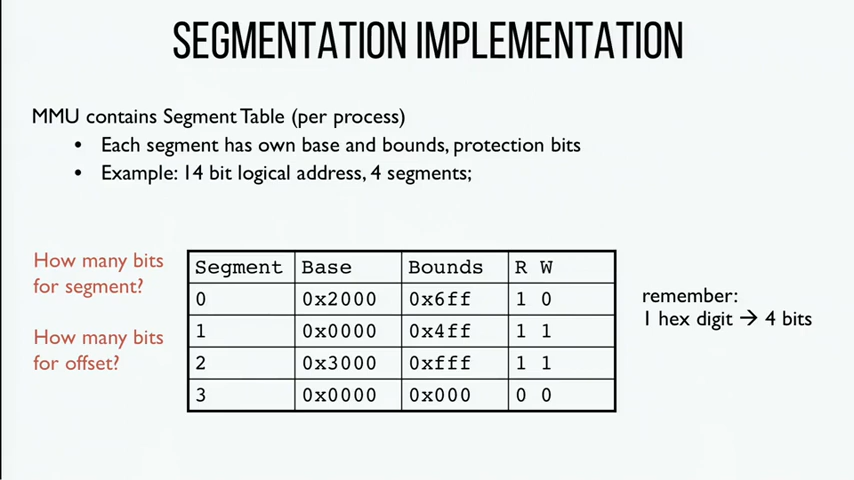 SEGMENTATION IMPLEMENTATION
MMU contains Segment Table (per process)
• Each segment has own base and bounds, protection bits
• Example: 14 bit logical address, 4 segments;
How many bits
for segment?
How many bits
for offset?
Segment Base Bounds R W
0 0x2000 0x6ff 1 0
1 0x0000 0x4ff 1 1
2 0x3000 0xfff 1 1
3 0x0000 0x000 0 0
remember:
1 hex digit → 4 bits